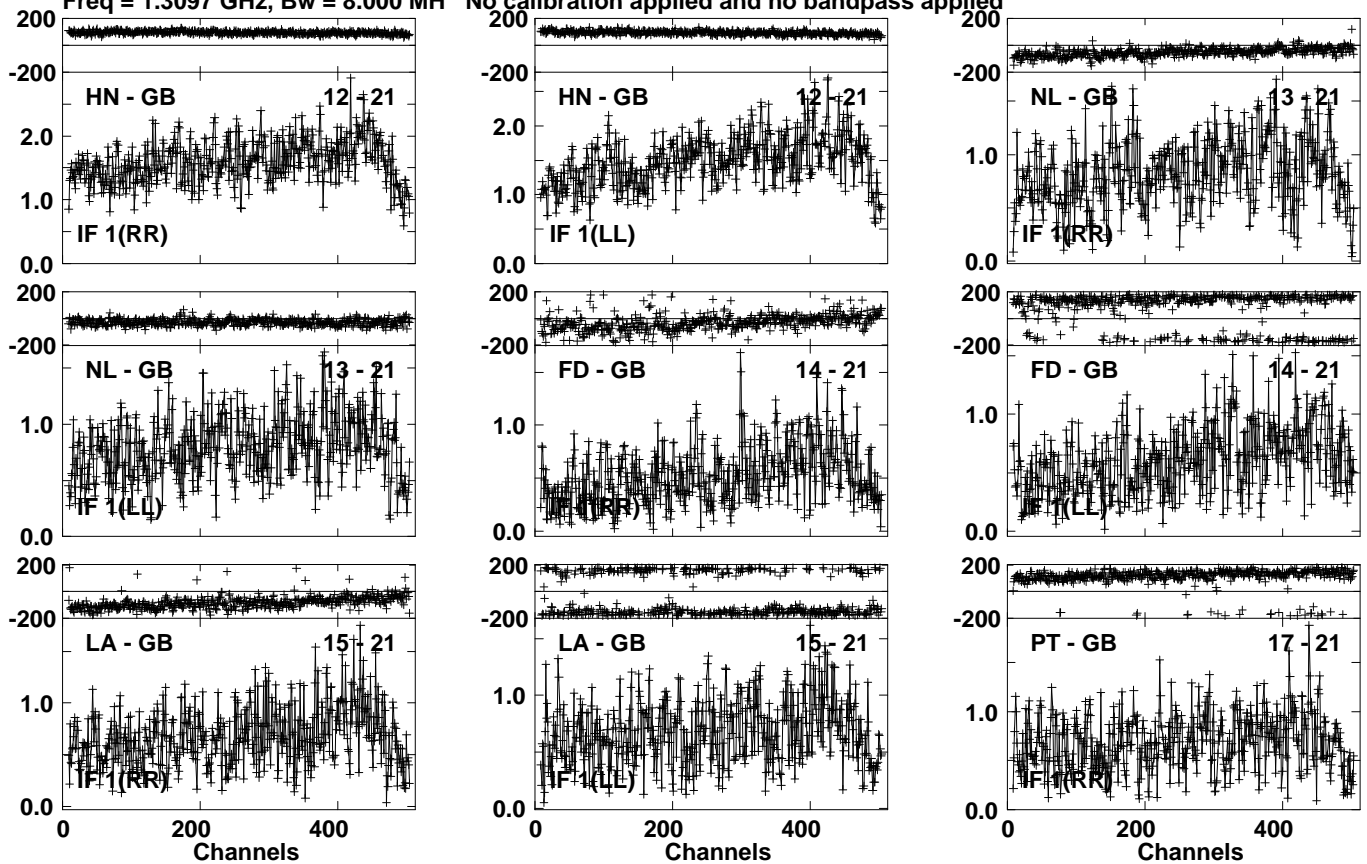 Freq = 1.3097 GHz, Bw = 8.000 MH No calibration applied and no bandpass applied
200
-200
HN - GB 12 - 21
2.0
1.0
IF 1(RR)
0.0
200
-200
HN - GB 12 - 21
2.0
1.0
IF 1(LL)
0.0
200
-200
NL - GB 13 - 21
1.0
IF 1(RR)
0.0
200
-200
NL - GB 13 - 21
1.0
IF 1(LL)
0.0
200
-200
FD - GB 14 - 21
1.0
IF 1(RR)
0.0
200
-200
FD - GB 14 - 21
1.0
IF 1(LL)
0.0
200
-200
LA - GB 15 - 21
1.0
IF 1(RR)
0.0
0 200 400
Channels
200
-200
LA - GB 15 - 21
1.0
IF 1(LL)
0.0
0 200 400
Channels
200
-200
PT - GB 17 - 21
1.0
IF 1(RR)
0.0
0 200 400
Channels